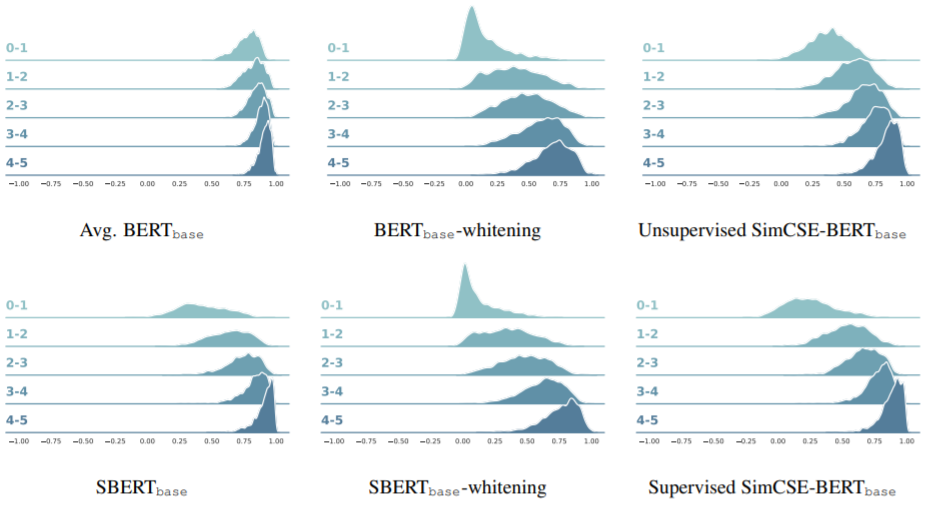 0-1
1-2
2-3
3-4
4-5
−1.00 −0.75 −0.50 −0.25 0.00 0.25 0.50 0.75 1.00
Avg. BERTbase
0-1
1-2
2-3
3-4
4-5
−1.00 −0.75 −0.50 −0.25 0.00 0.25 0.50 0.75 1.00
BERTbase-whitening
0-1
1-2
2-3
3-4
4-5
−1.00 −0.75 −0.50 −0.25 0.00 0.25 0.50 0.75 1.00
Unsupervised SimCSE-BERTbase
0-1
1-2
2-3
3-4
4-5
−1.00 −0.75 −0.50 −0.25 0.00 0.25 0.50 0.75 1.00
SBERTbase
0-1
1-2
2-3
3-4
4-5
−1.00 −0.75 −0.50 −0.25 0.00 0.25 0.50 0.75 1.00
SBERTbase-whitening
0-1
1-2
2-3
3-4
4-5
−1.00 −0.75 −0.50 −0.25 0.00 0.25 0.50 0.75 1.00
Supervised SimCSE-BERTbase